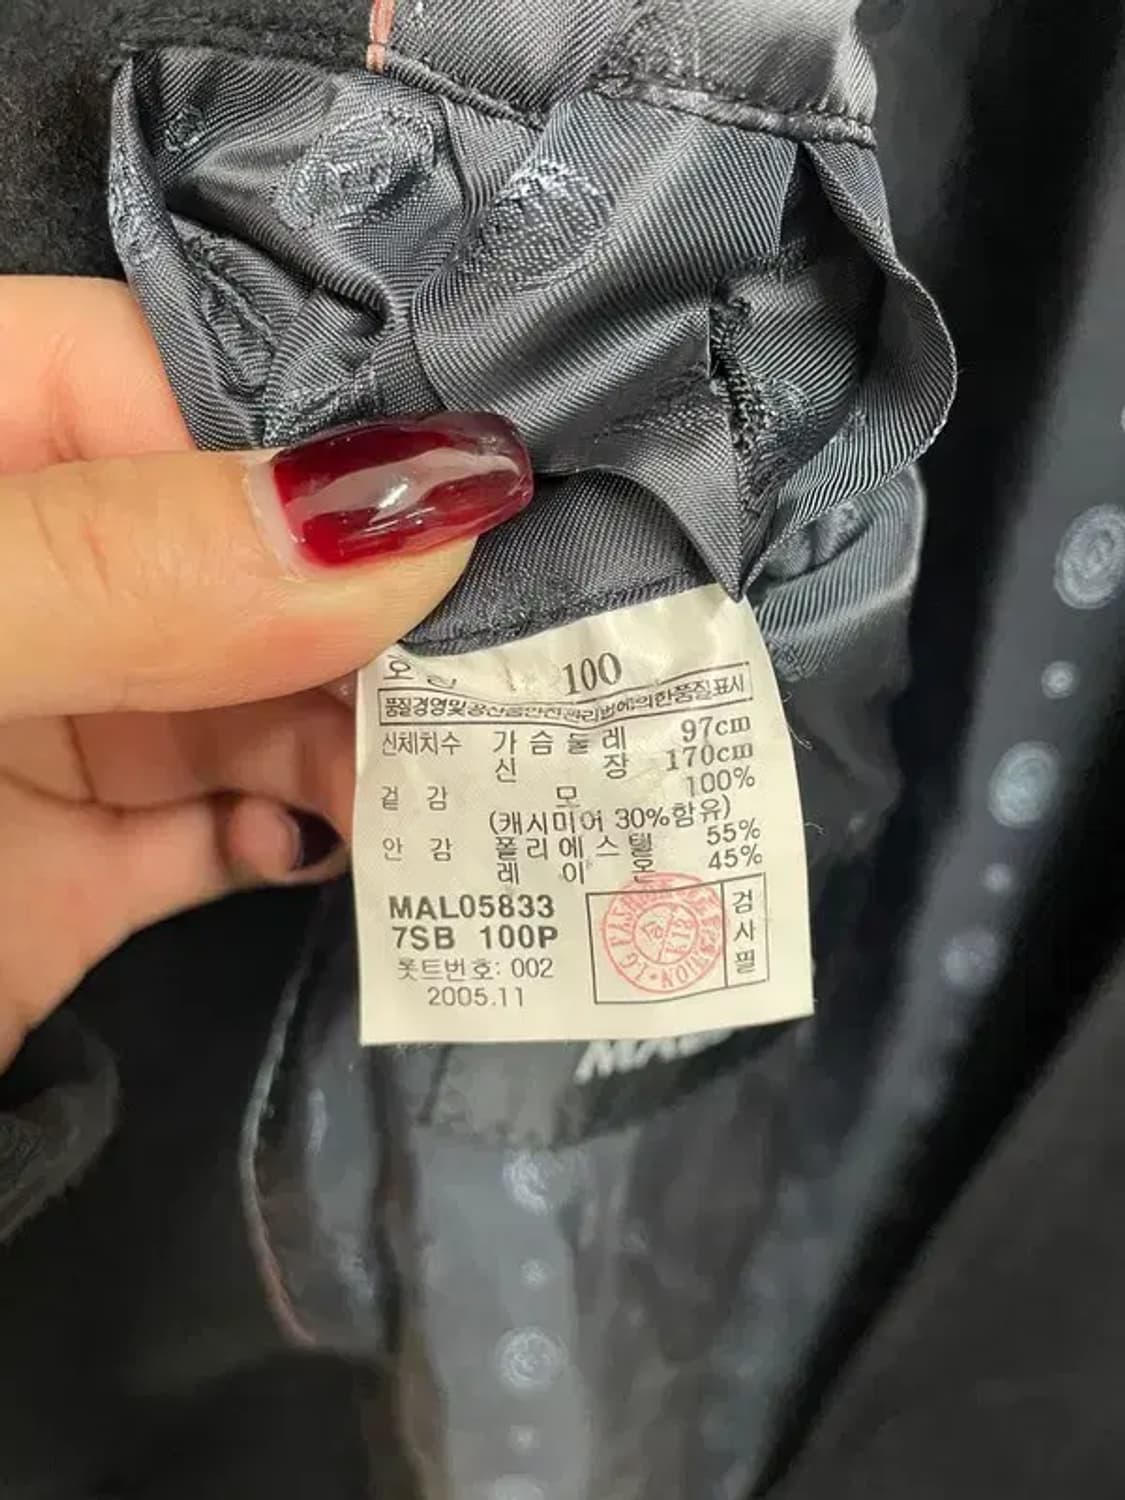 100
품질경영및공산품안전관리법에의한품질표시
신체치수 가슴둘레 97cm
신장 170cm
겉감 모 100%
(캐시미어 30%함유)
안감 폴리에스텔 55%
레이온 45%
MAL05833
7SB 100P
롯트번호: 002
2005.11
검사필